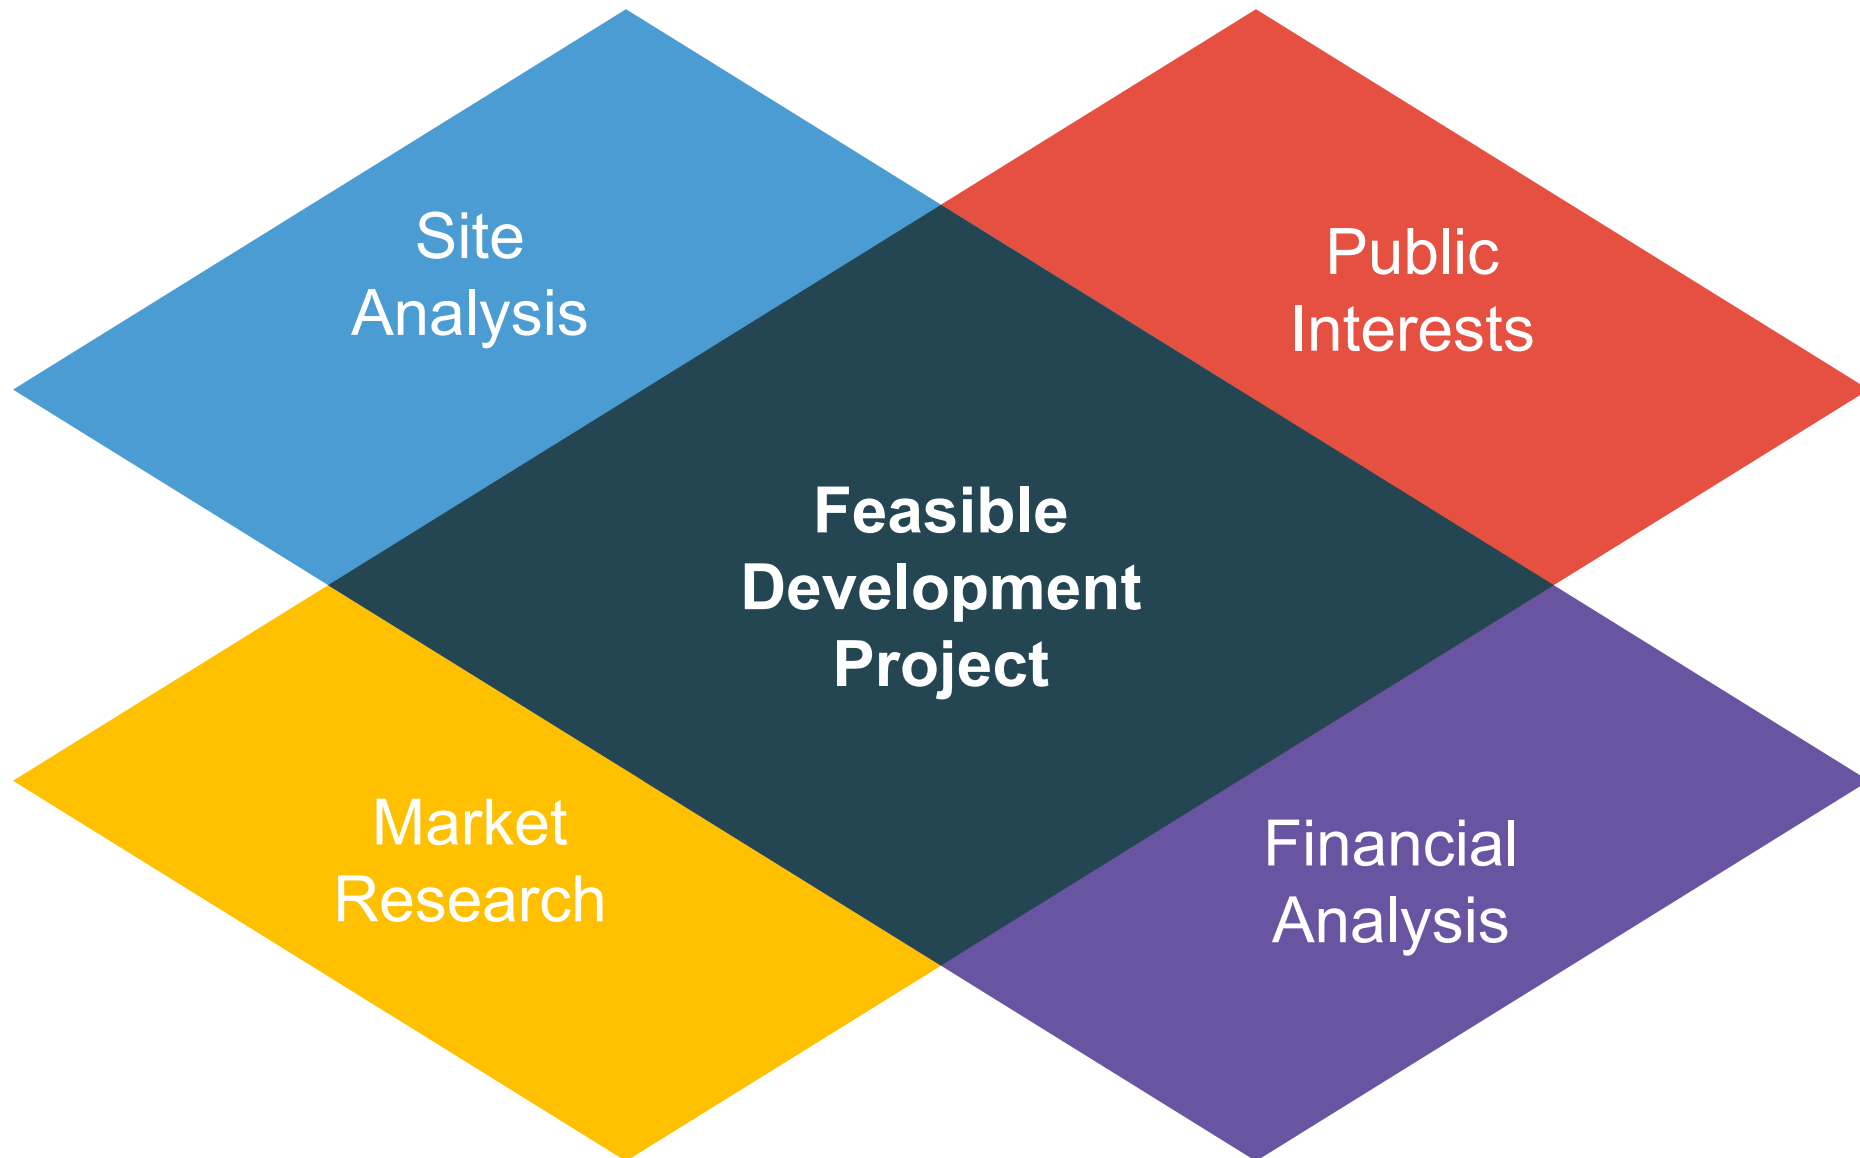 Site
Analysis
Public
Interests
Feasible
Development
Project
Market
Research
Financial
Analysis